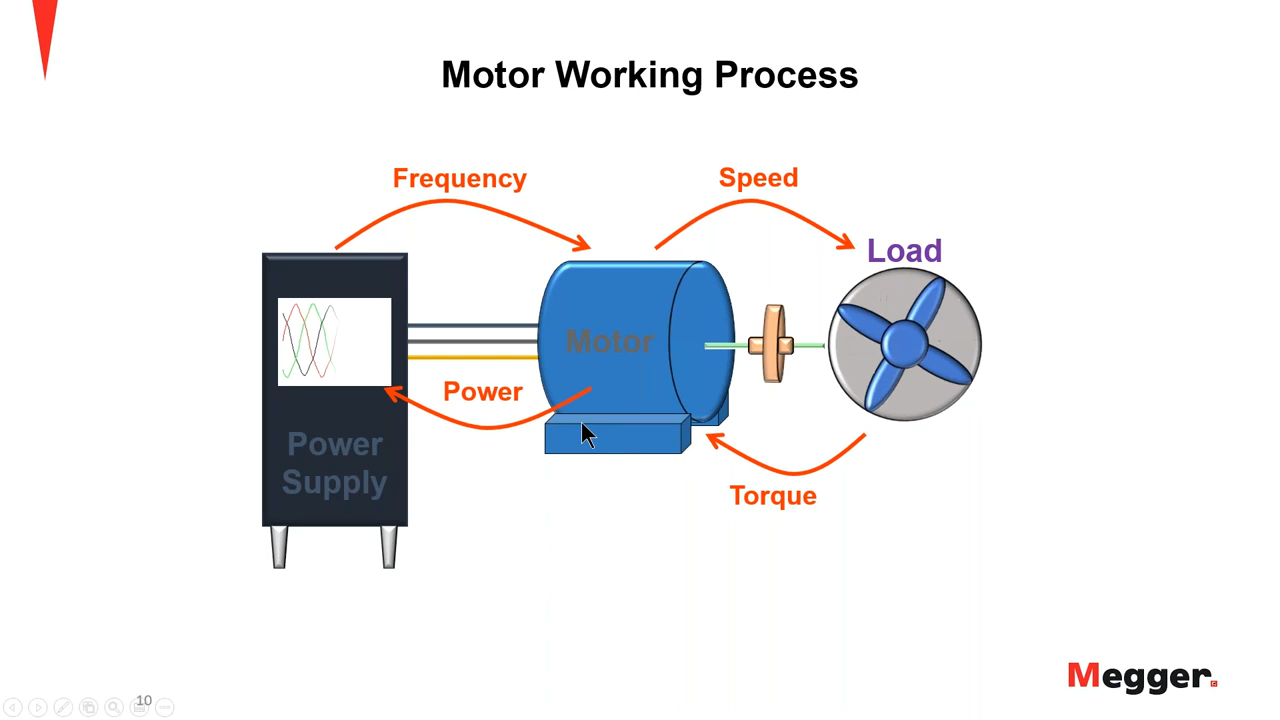 Motor Working Process
Frequency
Speed
Load
Motor
Power
Power
Supply
Torque
10
Megger